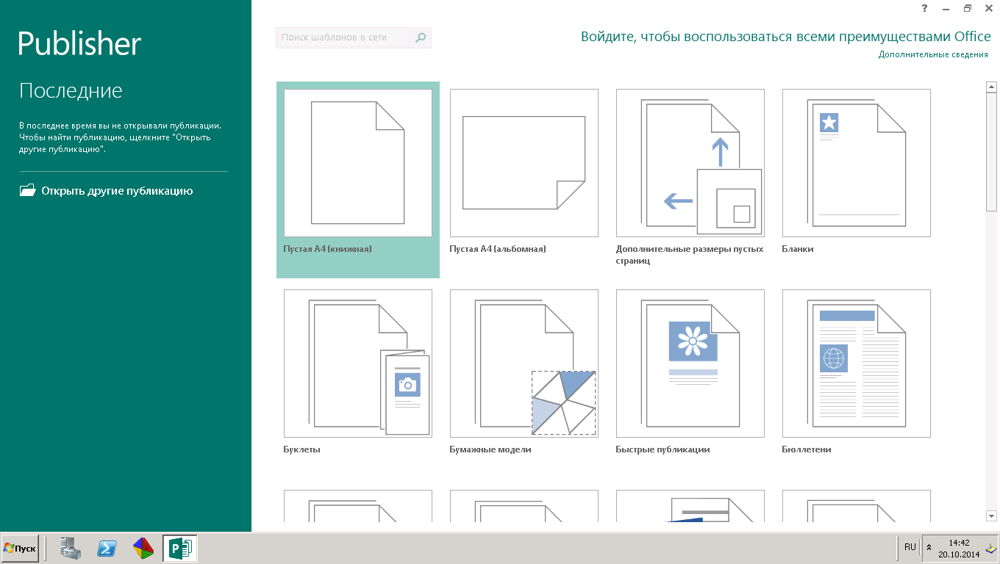 ?
Publisher
Поиск шаблонов в сети
Войдите, чтобы воспользоваться всеми преимуществами Office
Дополнительные сведения
Последние
В последнее время вы не открывали публикации.
Чтобы найти публикацию, щелкните "Открыть
другие публикацию".
Открыть другие публикацию
Пустая A4 (книжная)
Пустая A4 (альбомная)
Дополнительные размеры пустых
страниц
Бланки
Буклеты
Бумажные модели
Быстрые публикации
Бюллетени
Пуск
P
RU
14:42
20.10.2014